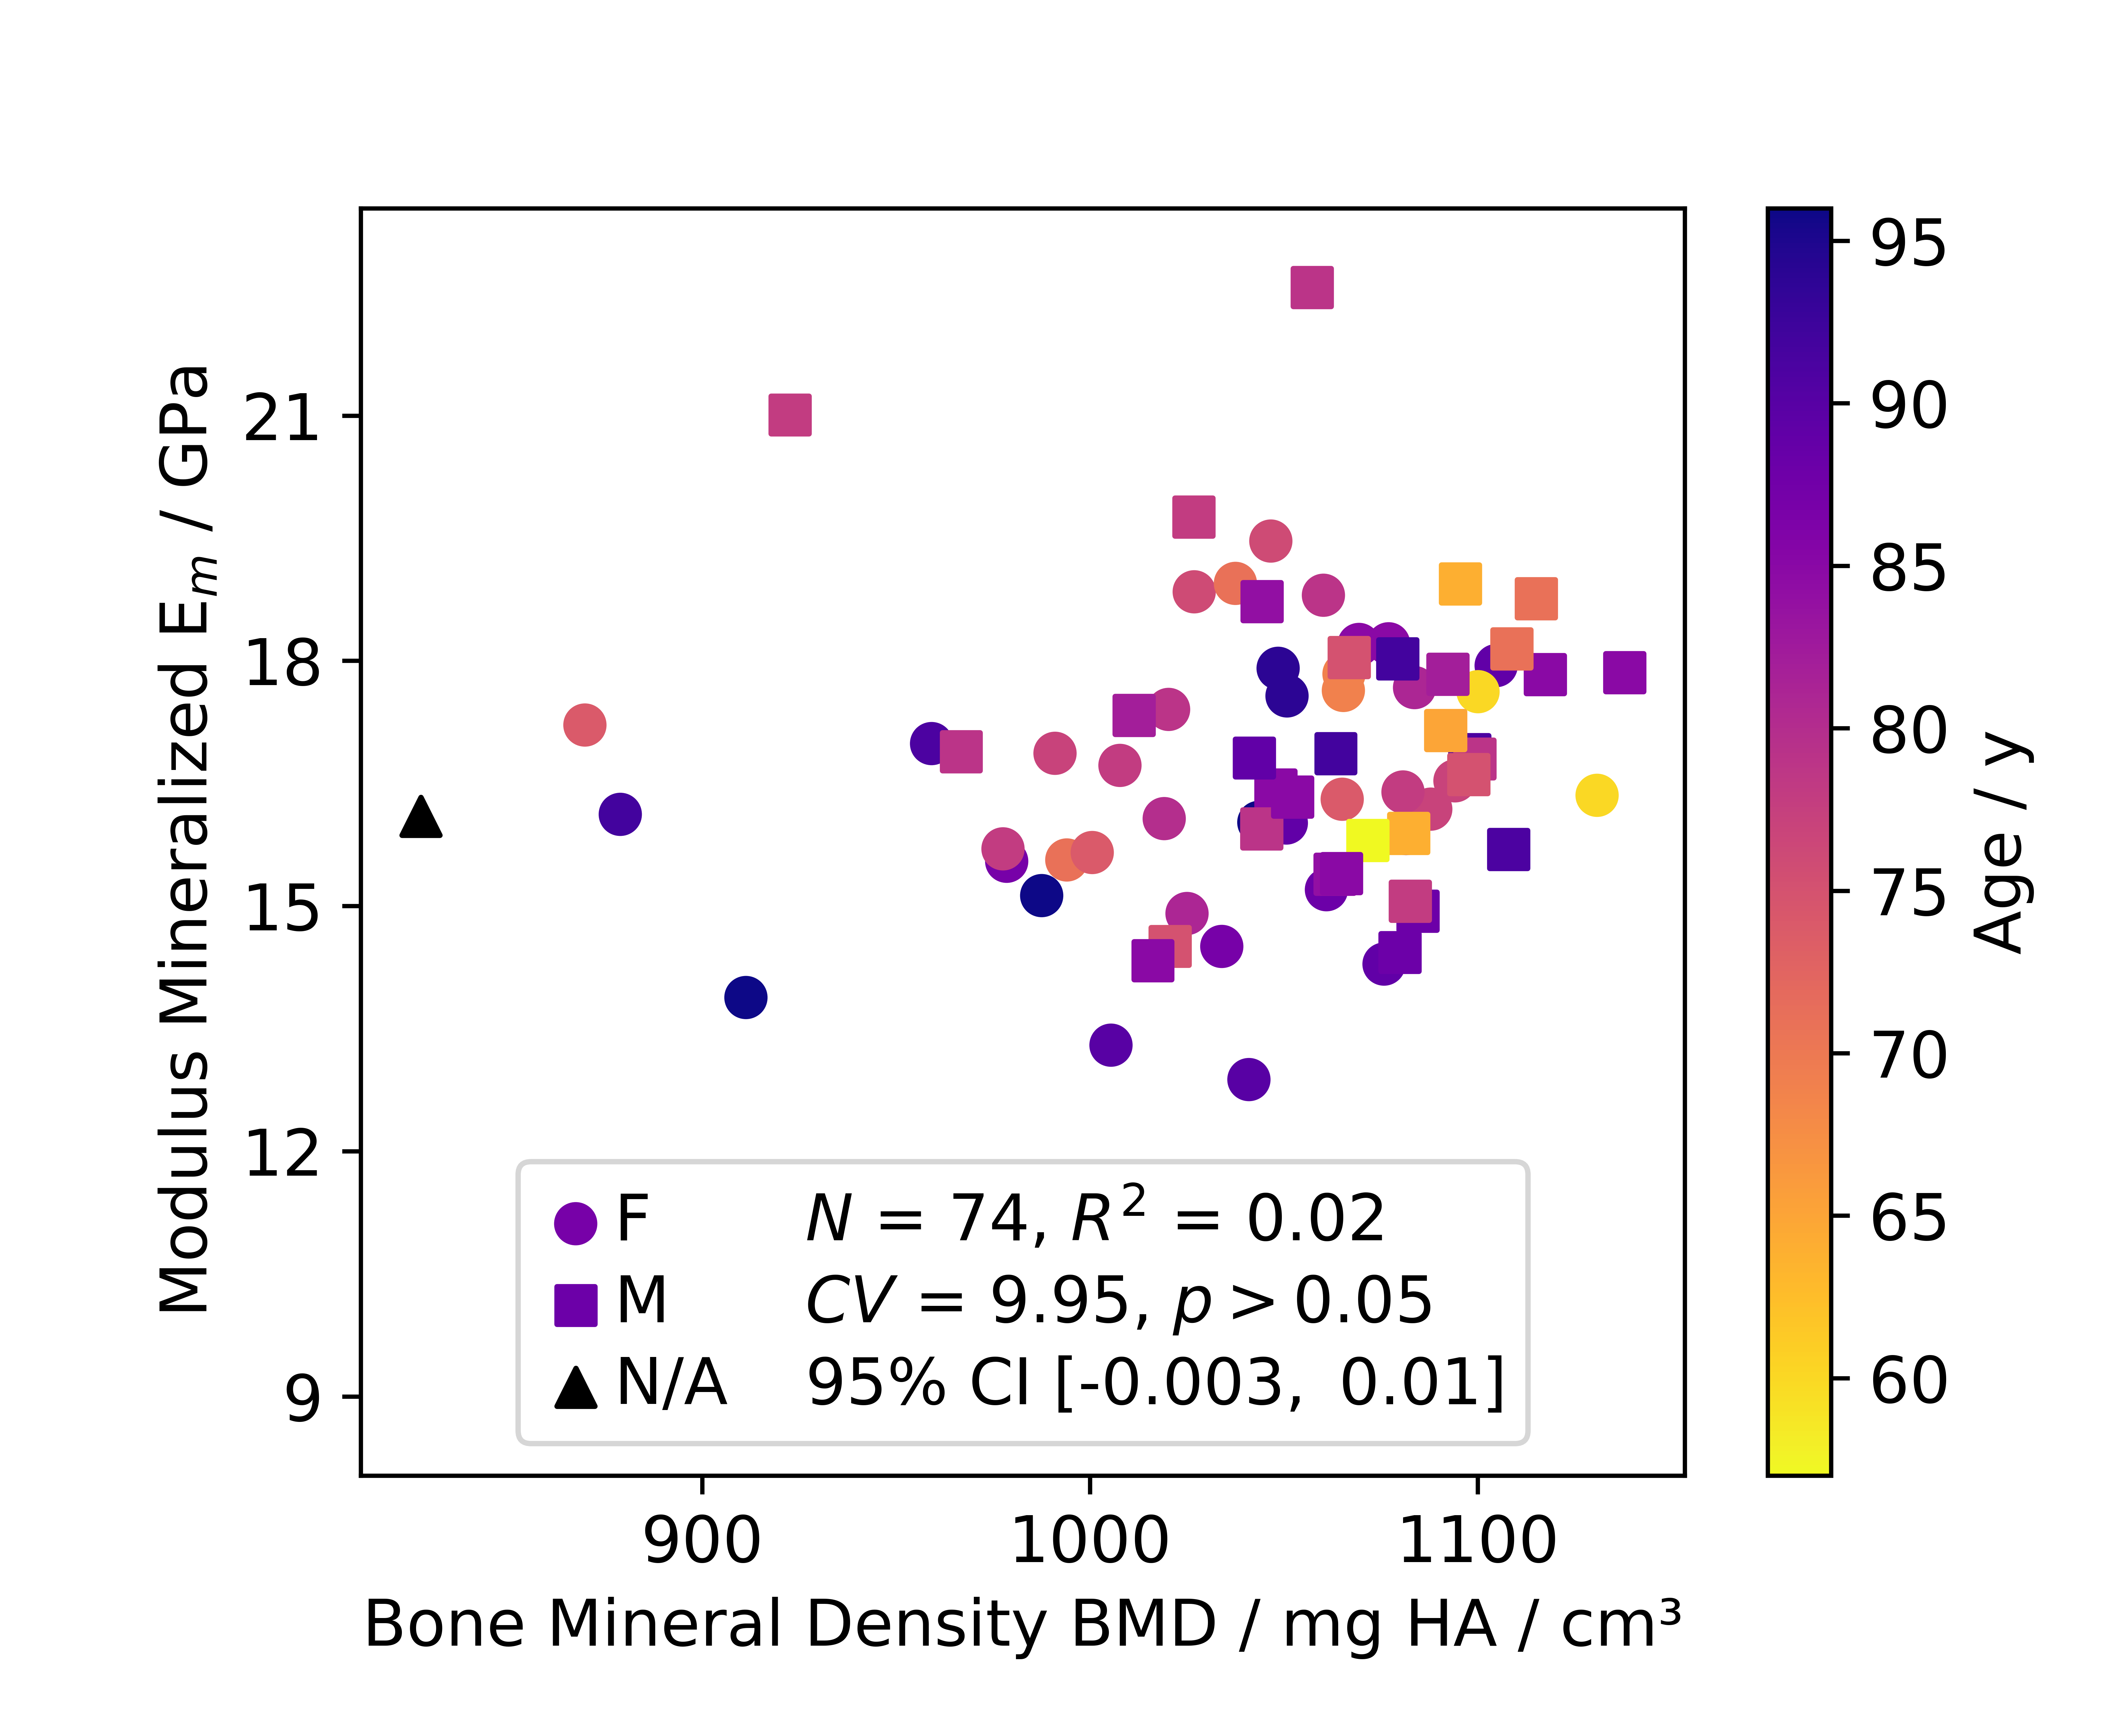 Modulus Mineralized Eₘ / GPa
21
18
15
12
9
F N = 74, R² = 0.02
M CV = 9.95, p > 0.05
N/A 95% CI [-0.003, 0.01]
900 1000 1100
Bone Mineral Density BMD / mg HA / cm³
95
90
85
80
75
70
65
60
Age / y